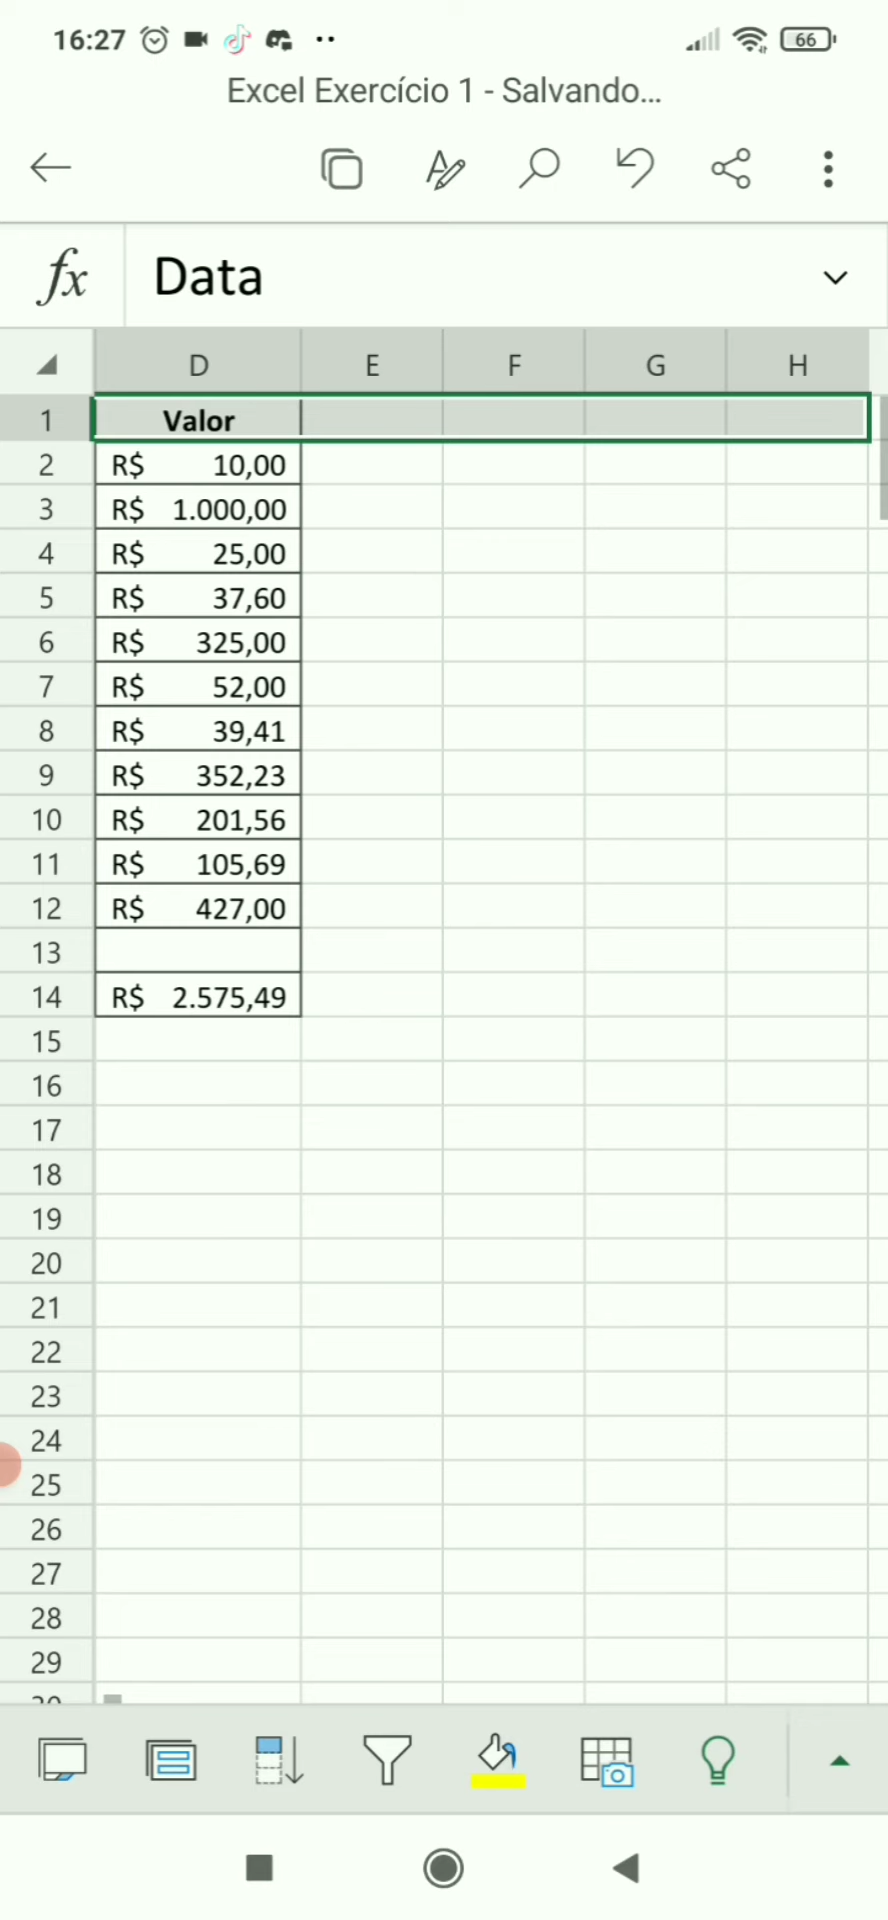 16:27 66
Excel Exercício 1 - Salvando...
fx Data
D E F G H
1 Valor
2 R$ 10,00
3 R$ 1.000,00
4 R$ 25,00
5 R$ 37,60
6 R$ 325,00
7 R$ 52,00
8 R$ 39,41
9 R$ 352,23
10 R$ 201,56
11 R$ 105,69
12 R$ 427,00
13
14 R$ 2.575,49
15
16
17
18
19
20
21
22
23
24
25
26
27
28
29
30